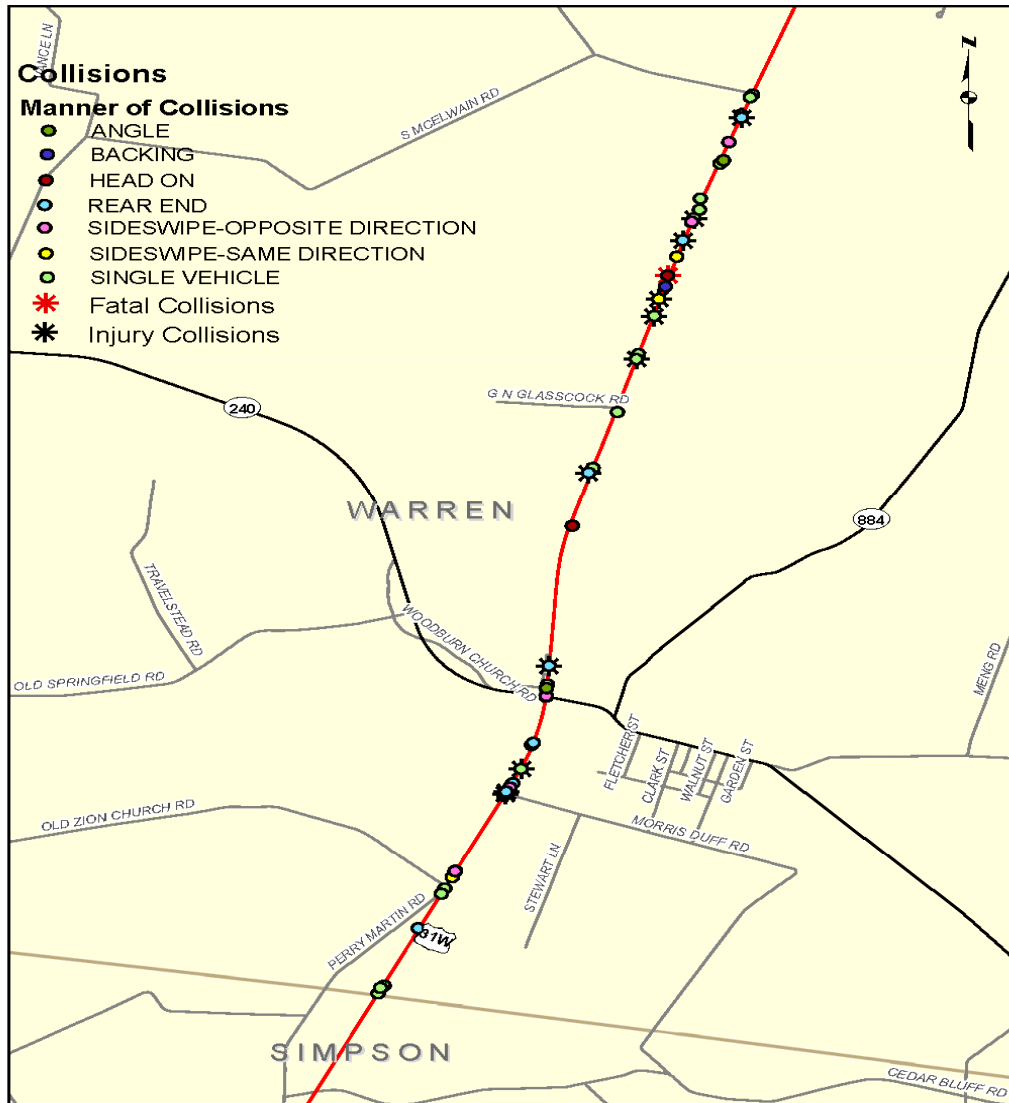 VANCE LN
Collisions
Manner of Collisions
ANGLE
BACKING
HEAD ON
REAR END
SIDESWIPE-OPPOSITE DIRECTION
SIDESWIPE-SAME DIRECTION
SINGLE VEHICLE
Fatal Collisions
Injury Collisions
S MCELWAIN RD
N
G N GLASSCOCK RD
240
WARREN
884
TRAVELSTEAD RD
WOODBURN CHURCH RD
OLD SPRINGFIELD RD
MENG RD
FLETCHER ST
CLARK ST
WALNUT ST
GARDEN ST
OLD ZION CHURCH RD
MORRIS DUFF RD
STEWART LN
PERRY MARTIN RD
31W
SIMPSON
CEDAR BLUFF RD